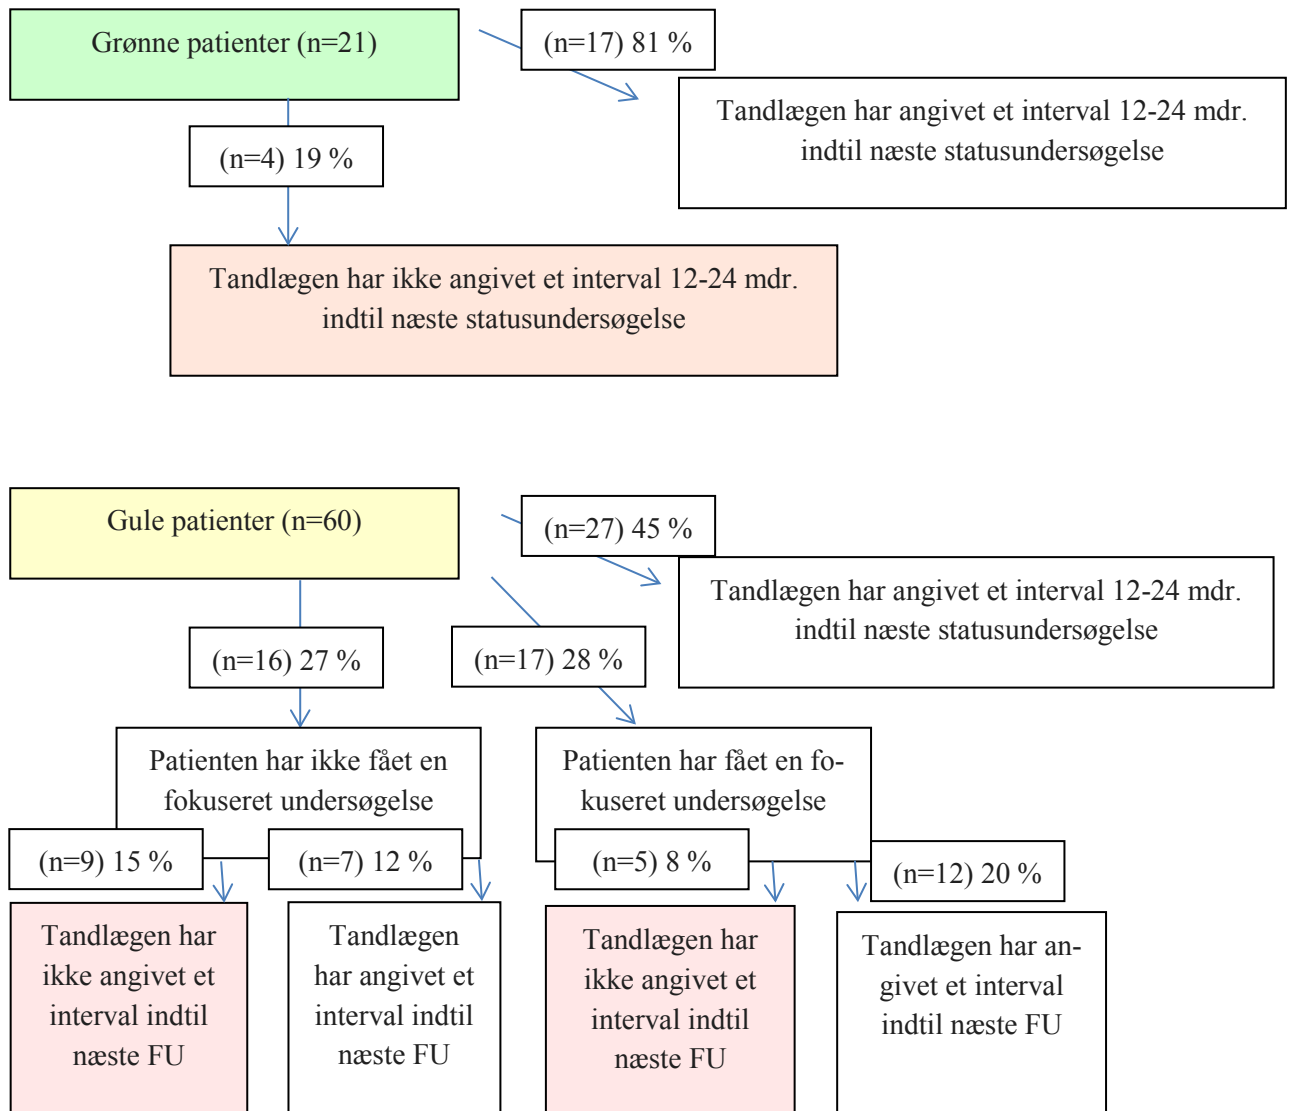 Grønne patienter (n=21)
(n=17) 81 %
Tandlægen har angivet et interval 12-24 mdr.
indtil næste statusundersøgelse
(n=4) 19 %
Tandlægen har ikke angivet et interval 12-24 mdr.
indtil næste statusundersøgelse
Gule patienter (n=60)
(n=27) 45 %
Tandlægen har angivet et interval 12-24 mdr.
indtil næste statusundersøgelse
(n=16) 27 %
(n=17) 28 %
Patienten har ikke fået en
fokuseret undersøgelse
Patienten har fået en fo-
kuseret undersøgelse
(n=9) 15 %
(n=7) 12 %
(n=5) 8 %
(n=12) 20 %
Tandlægen har
ikke angivet et
interval indtil
næste FU
Tandlægen
har angivet et
interval indtil
næste FU
Tandlægen har
ikke angivet et
interval indtil
næste FU
Tandlægen har an-
givet et interval
indtil næste FU